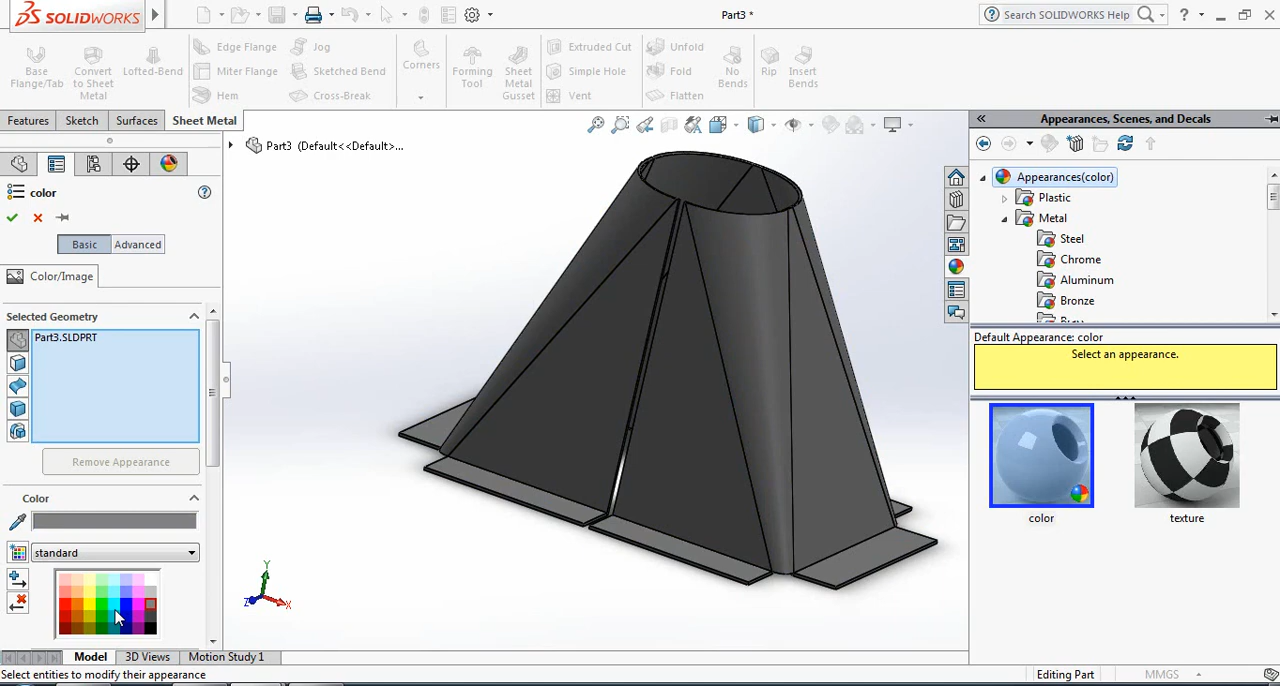 SOLIDWORKS
Part3 *
Search SOLIDWORKS Help
?
Base Flange/Tab
Convert to Sheet Metal
Lofted-Bend
Edge Flange
Miter Flange
Hem
Jog
Sketched Bend
Cross-Break
Corners
Forming Tool
Sheet Metal Gusset
Extruded Cut
Simple Hole
Vent
Unfold
Fold
Flatten
No Bends
Rip
Insert Bends
Features
Sketch
Surfaces
Sheet Metal
Part3 (Default<<Default>...
color
Basic
Advanced
Color/Image
Selected Geometry
Part3.SLDPRT
Remove Appearance
Color
standard
Y
Z
X
Appearances, Scenes, and Decals
Appearances(color)
Plastic
Metal
Steel
Chrome
Aluminum
Bronze
Default Appearance: color
Select an appearance.
color
texture
Model
3D Views
Motion Study 1
Select entities to modify their appearance
Editing Part
MMGS